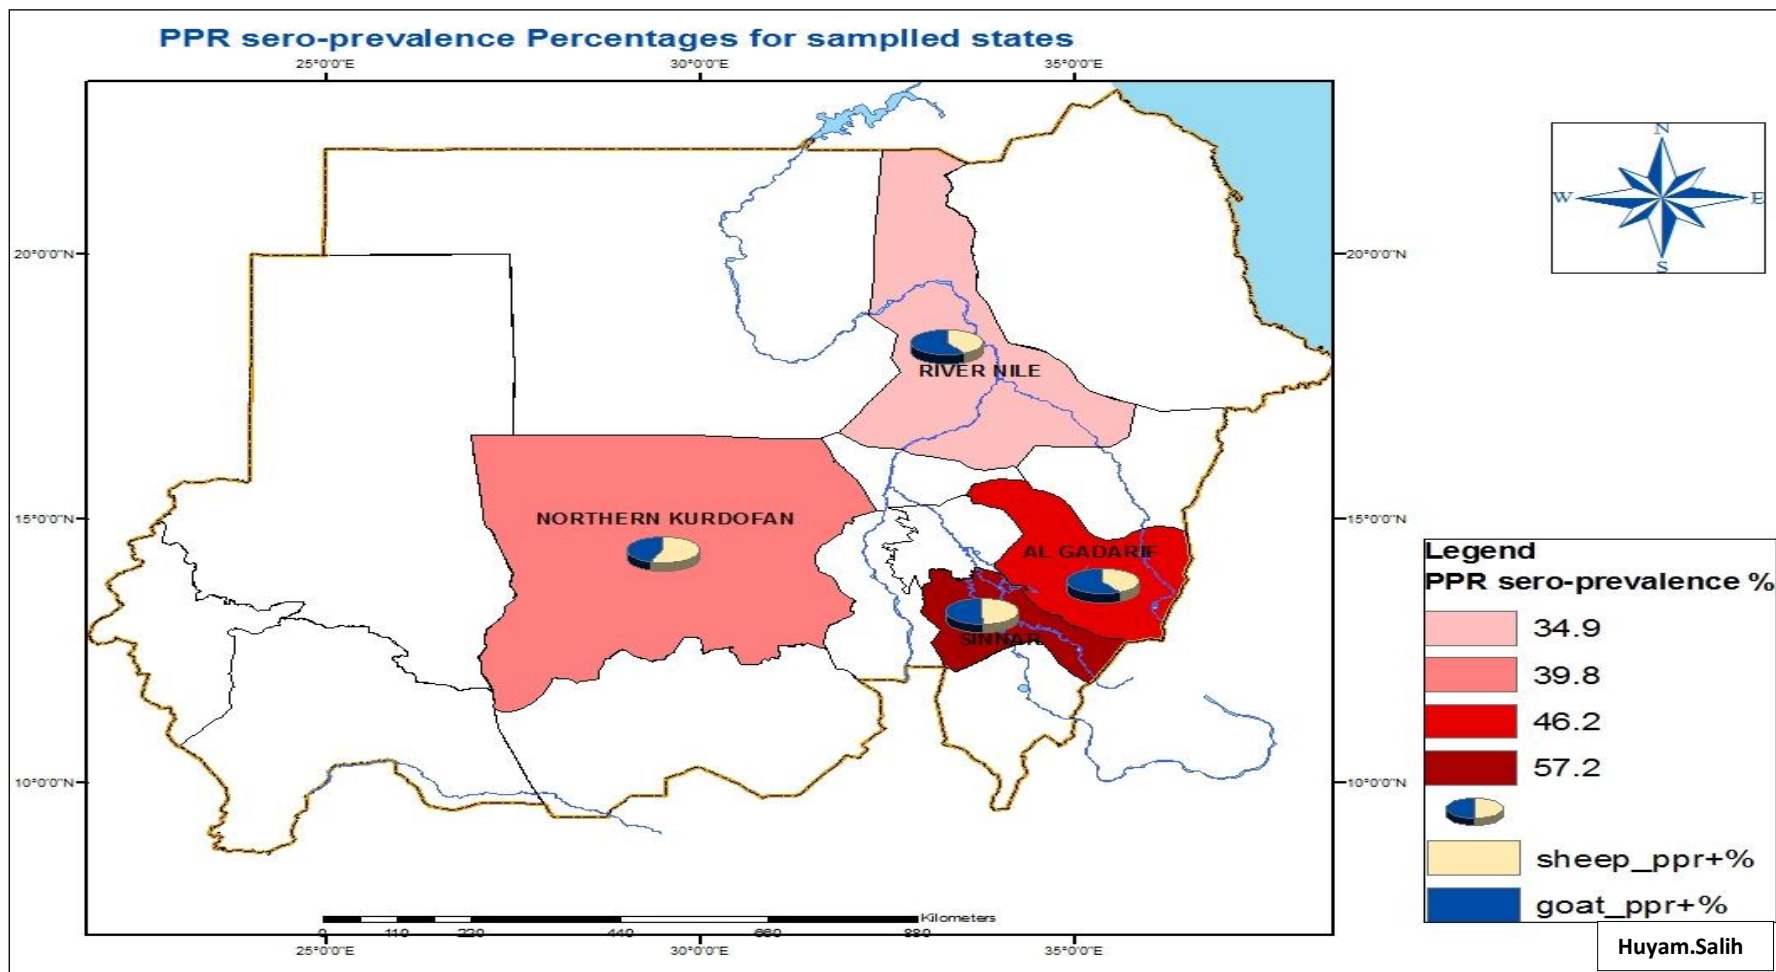 PPR sero-prevalence Percentages for samplled states
25°0'0"E 30°0'0"E 35°0'0"E
N
W E
S
20°0'0"N 20°0'0"N
RIVER NILE
15°0'0"N 15°0'0"N
NORTHERN KURDOFAN
AL GADARIF
SINNAR
Legend
PPR sero-prevalence %
34.9
39.8
46.2
57.2
sheep_ppr+%
goat_ppr+%
10°0'0"N 10°0'0"N
Kilometers
0 110 220 440 660 880
25°0'0"E 30°0'0"E 35°0'0"E
Huyam.Salih